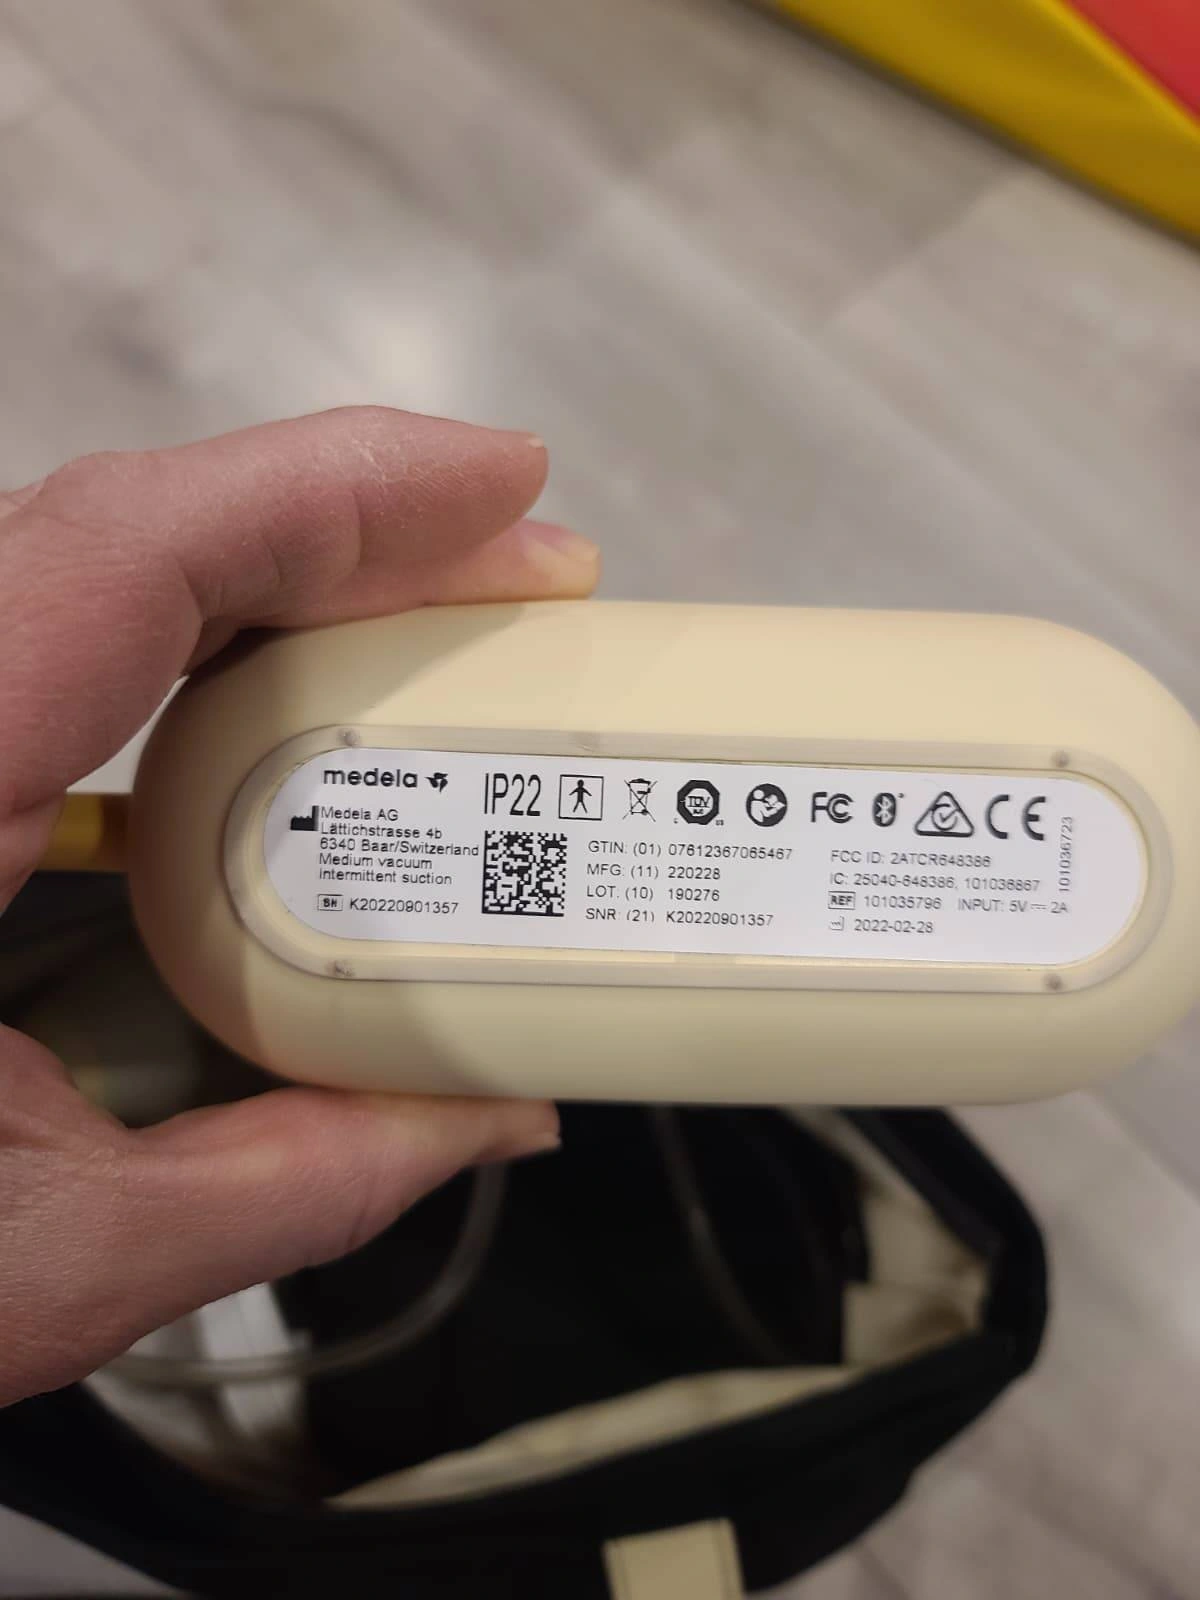 medela
Medela AG
Lättichstrasse 4b
6340 Baar/Switzerland
Medium vacuum
intermittent suction
SN K20220901357
IP22
TÜV
GTIN: (01) 07612367065467
MFG: (11) 220228
LOT: (10) 190276
SNR: (21) K20220901357
FC CE
FCC ID: 2ATCR648386
IC: 25040-648386, 101036867
REF 101035796 INPUT: 5V ⎓ 2A
2022-02-28
101036723